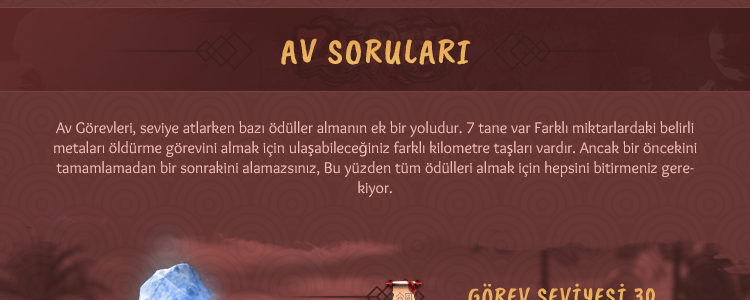 AV SORULARI
Av Görevleri, seviye atlarken bazı ödüller almanın ek bir yoludur. 7 tane var Farklı miktarlardaki belirli
metaları öldürme görevini almak için ulaşabileceğiniz farklı kilometre taşları vardır. Ancak bir öncekini
tamamlamadan bir sonrakini alamazsınız, Bu yüzden tüm ödülleri almak için hepsini bitirmeniz gere-
kiyor.
GÖREV SEVİYESİ 30